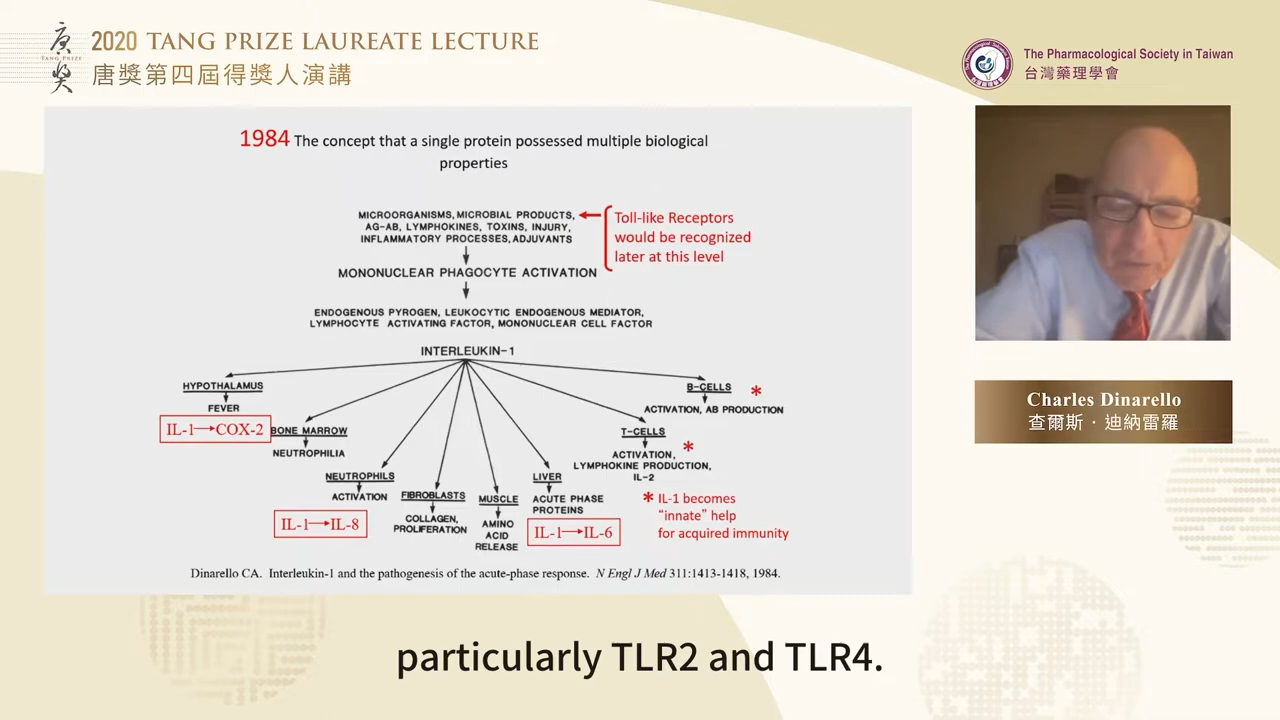 唐獎
TANG PRIZE
2020 TANG PRIZE LAUREATE LECTURE
唐獎第四屆得獎人演講
The Pharmacological Society in Taiwan
台灣藥理學會
1984 The concept that a single protein possessed multiple biological
properties
MICROORGANISMS, MICROBIAL PRODUCTS,
AG-AB, LYMPHOKINES, TOXINS, INJURY,
INFLAMMATORY PROCESSES, ADJUVANTS
Toll-like Receptors
would be recognized
later at this level
MONONUCLEAR PHAGOCYTE ACTIVATION
ENDOGENOUS PYROGEN, LEUKOCYTIC ENDOGENOUS MEDIATOR,
LYMPHOCYTE ACTIVATING FACTOR, MONONUCLEAR CELL FACTOR
INTERLEUKIN-1
HYPOTHALAMUS
FEVER
IL-1→COX-2
BONE MARROW
NEUTROPHILIA
NEUTROPHILS
ACTIVATION
IL-1→IL-8
FIBROBLASTS
COLLAGEN,
PROLIFERATION
MUSCLE
AMINO
ACID
RELEASE
LIVER
ACUTE PHASE
PROTEINS
IL-1→IL-6
T-CELLS
ACTIVATION, *
LYMPHOKINE PRODUCTION,
IL-2
B-CELLS *
ACTIVATION, AB PRODUCTION
* IL-1 becomes
“innate” help
for acquired immunity
Dinarello CA. Interleukin-1 and the pathogenesis of the acute-phase response. N Engl J Med 311:1413-1418, 1984.
Charles Dinarello
查爾斯．迪納雷羅
particularly TLR2 and TLR4.